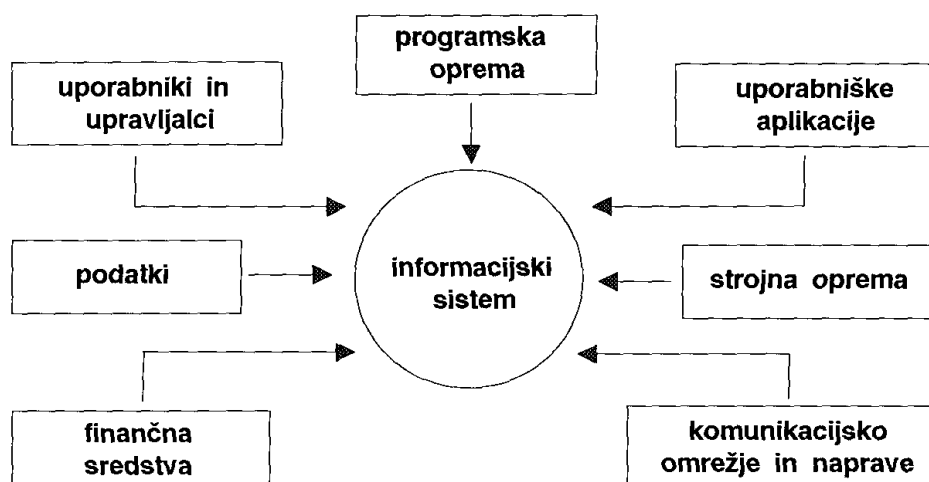 programska
oprema
uporabniki in
upravljalci
uporabniške
aplikacije
podatki
informacijski
sistem
strojna oprema
finančna
sredstva
komunikacijsko
omrežje in naprave